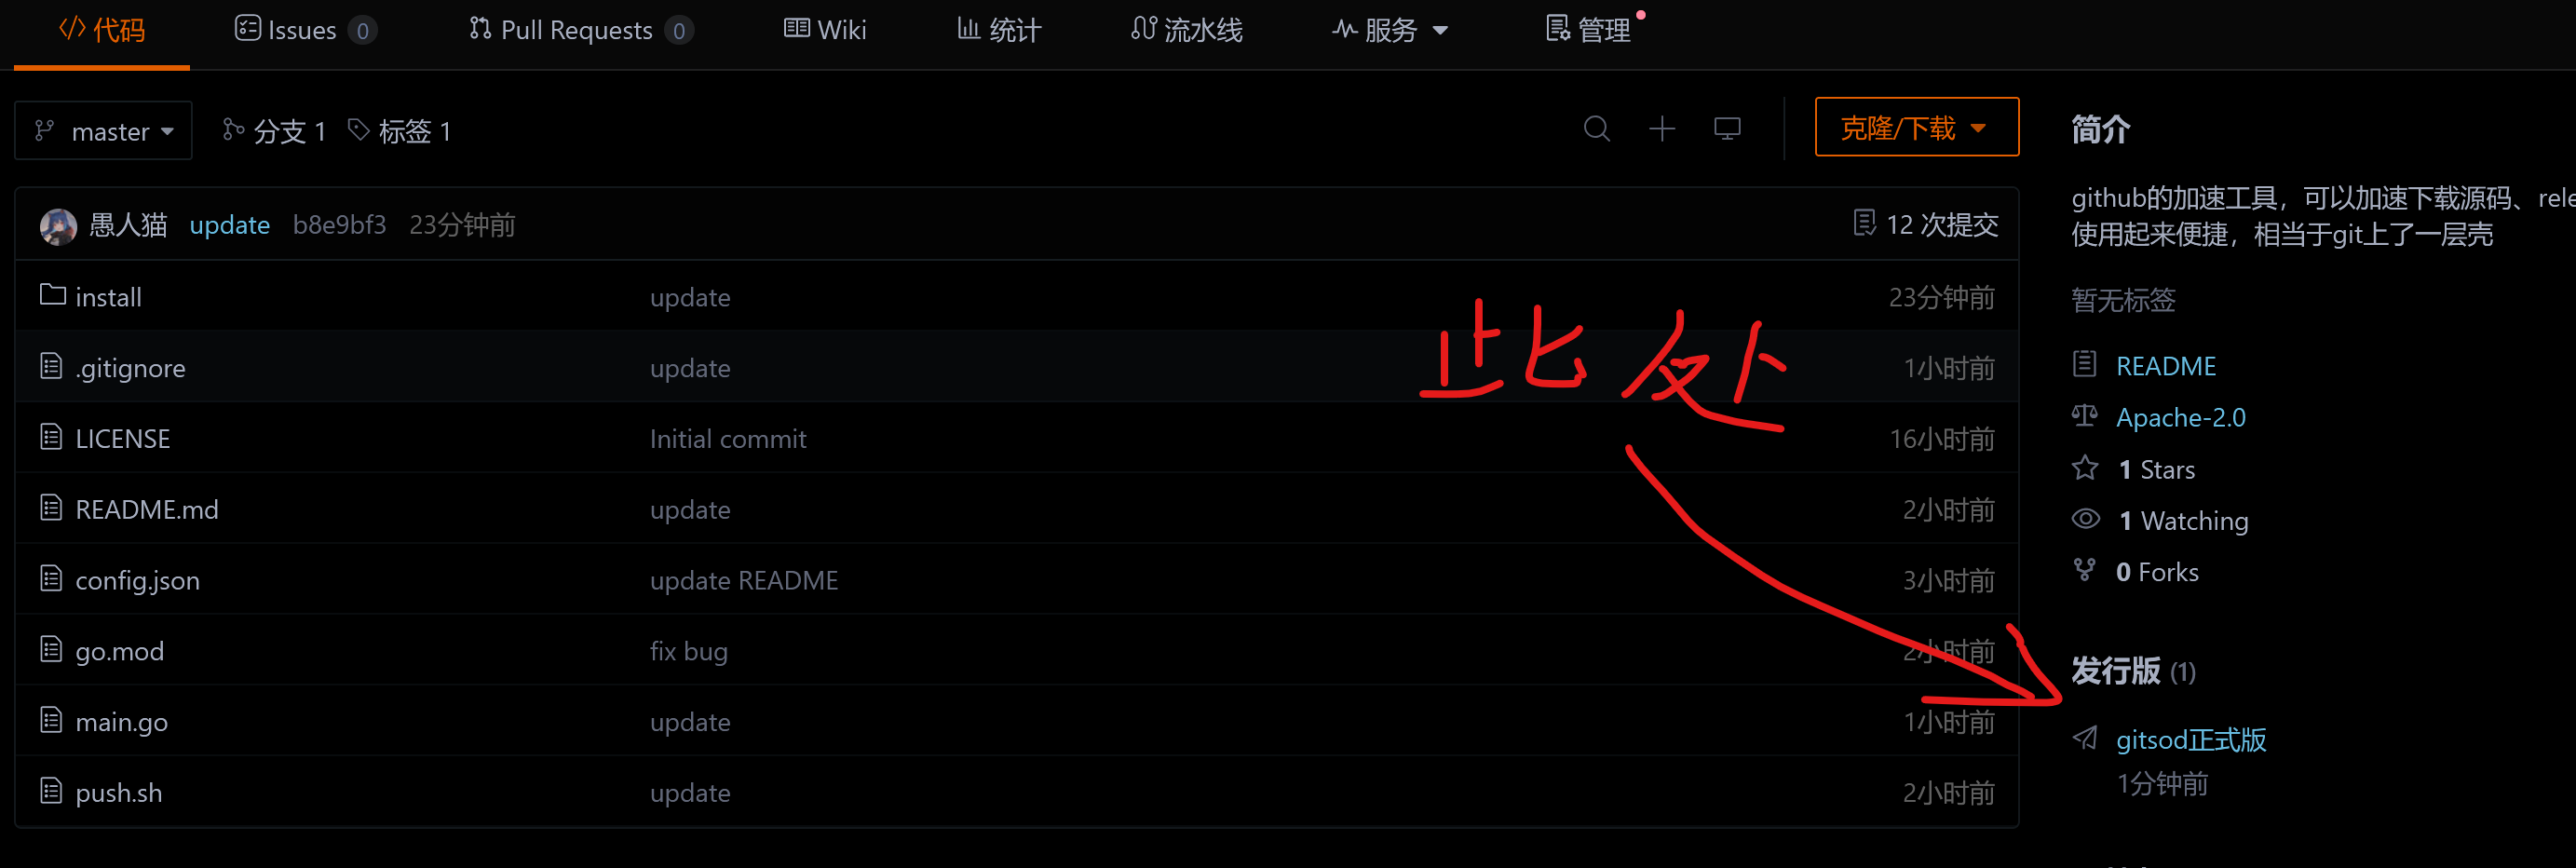 代码
Issues 0
Pull Requests 0
Wiki
统计
流水线
服务
管理
master
分支 1
标签 1
克隆/下载
愚人猫 update b8e9bf3 23分钟前
12 次提交
install update 23分钟前
.gitignore update 1小时前
LICENSE Initial commit 16小时前
README.md update 2小时前
config.json update README 3小时前
go.mod fix bug 2小时前
main.go update 1小时前
push.sh update 2小时前
此处
简介
github的加速工具，可以加速下载源码、rele
使用起来便捷，相当于git上了一层壳
暂无标签
README
Apache-2.0
1 Stars
1 Watching
0 Forks
发行版 (1)
gitsod正式版
1分钟前